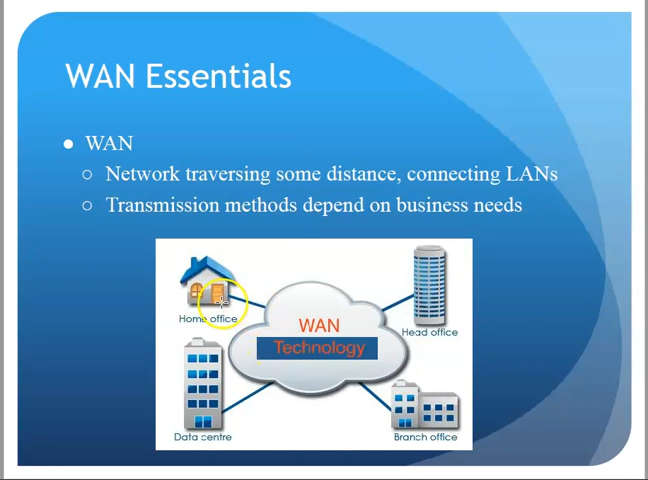 WAN Essentials
● WAN
○ Network traversing some distance, connecting LANs
○ Transmission methods depend on business needs
Home office
Head office
WAN
Technology
Data centre
Branch office